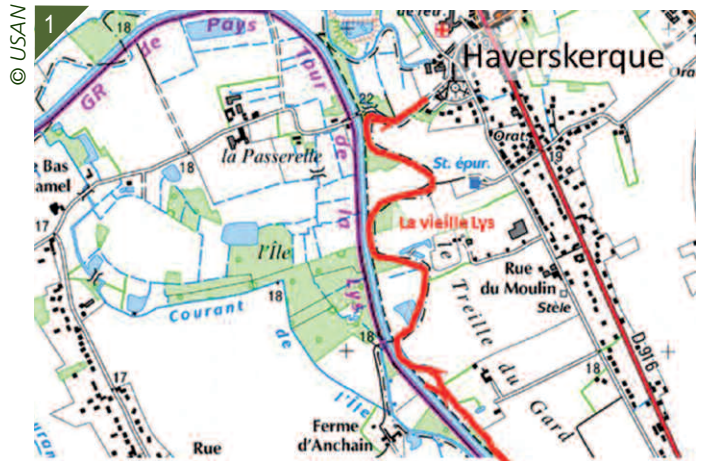 © USAN
1
18
de
Pays
GR
Tour
de
la
Lys
Haverskerque
22
Orat.
19
la Passerelle
18
St. épur.
17
La vieille Lys
l'Île
le
Treille
du
Gard
Rue
du Moulin
Stèle
18
Courant
de
l'Île
18
D.916
17
18
Ferme
d'Anchain
Rue